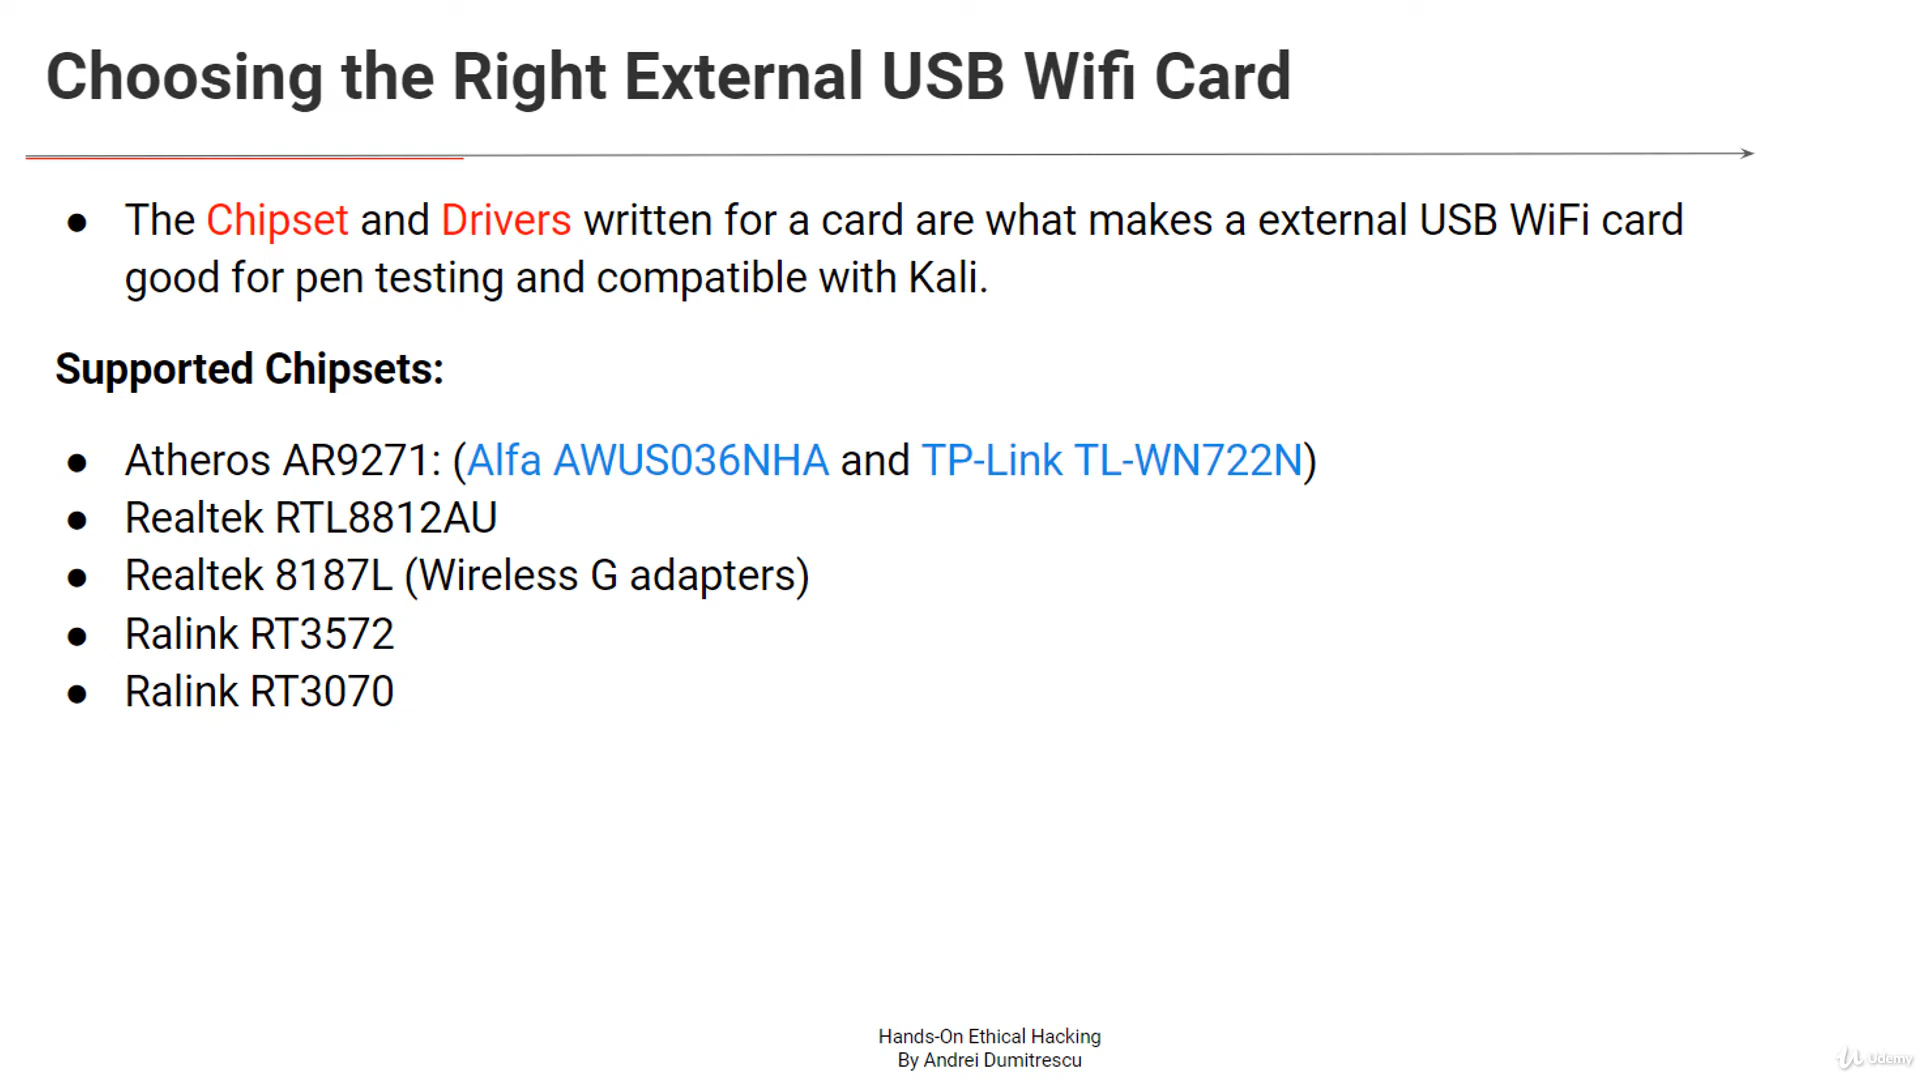 Choosing the Right External USB Wifi Card
● The Chipset and Drivers written for a card are what makes a external USB WiFi card
good for pen testing and compatible with Kali.
Supported Chipsets:
● Atheros AR9271: (Alfa AWUS036NHA and TP-Link TL-WN722N)
● Realtek RTL8812AU
● Realtek 8187L (Wireless G adapters)
● Ralink RT3572
● Ralink RT3070
Hands-On Ethical Hacking
By Andrei Dumitrescu
Udemy